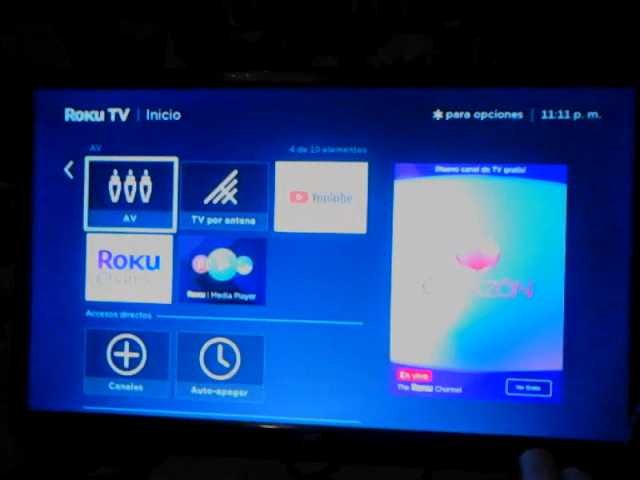 Roku TV | Inicio
✱ para opciones | 11:11 p. m.
AV
4 de 10 elementos
AV
TV por antena
YouTube
Roku
Channel
Roku | Media Player
Accesos directos
Canales
Auto-apagar
¡Nuevo canal de TV gratis!
En vivo
The Roku Channel
Ver Gratis